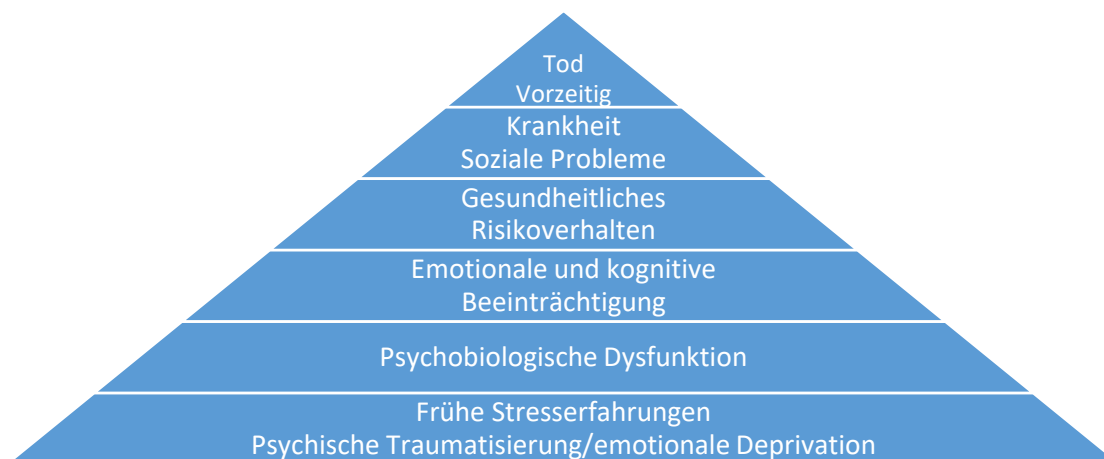 Tod
Vorzeitig
Krankheit
Soziale Probleme
Gesundheitliches
Risikoverhalten
Emotionale und kognitive
Beeinträchtigung
Psychobiologische Dysfunktion
Frühe Stresserfahrungen
Psychische Traumatisierung/emotionale Deprivation